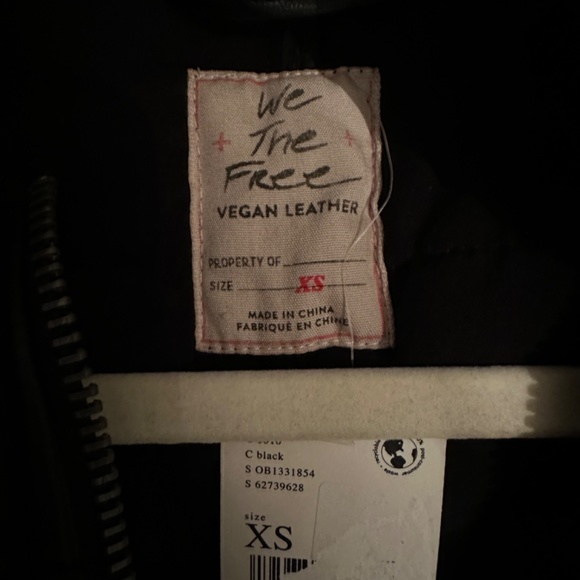 We
The
Free
VEGAN LEATHER
PROPERTY OF
SIZE XS
MADE IN CHINA
FABRIQUÉ EN CHINE
C black
S OB1331854
S 62739628
size
XS